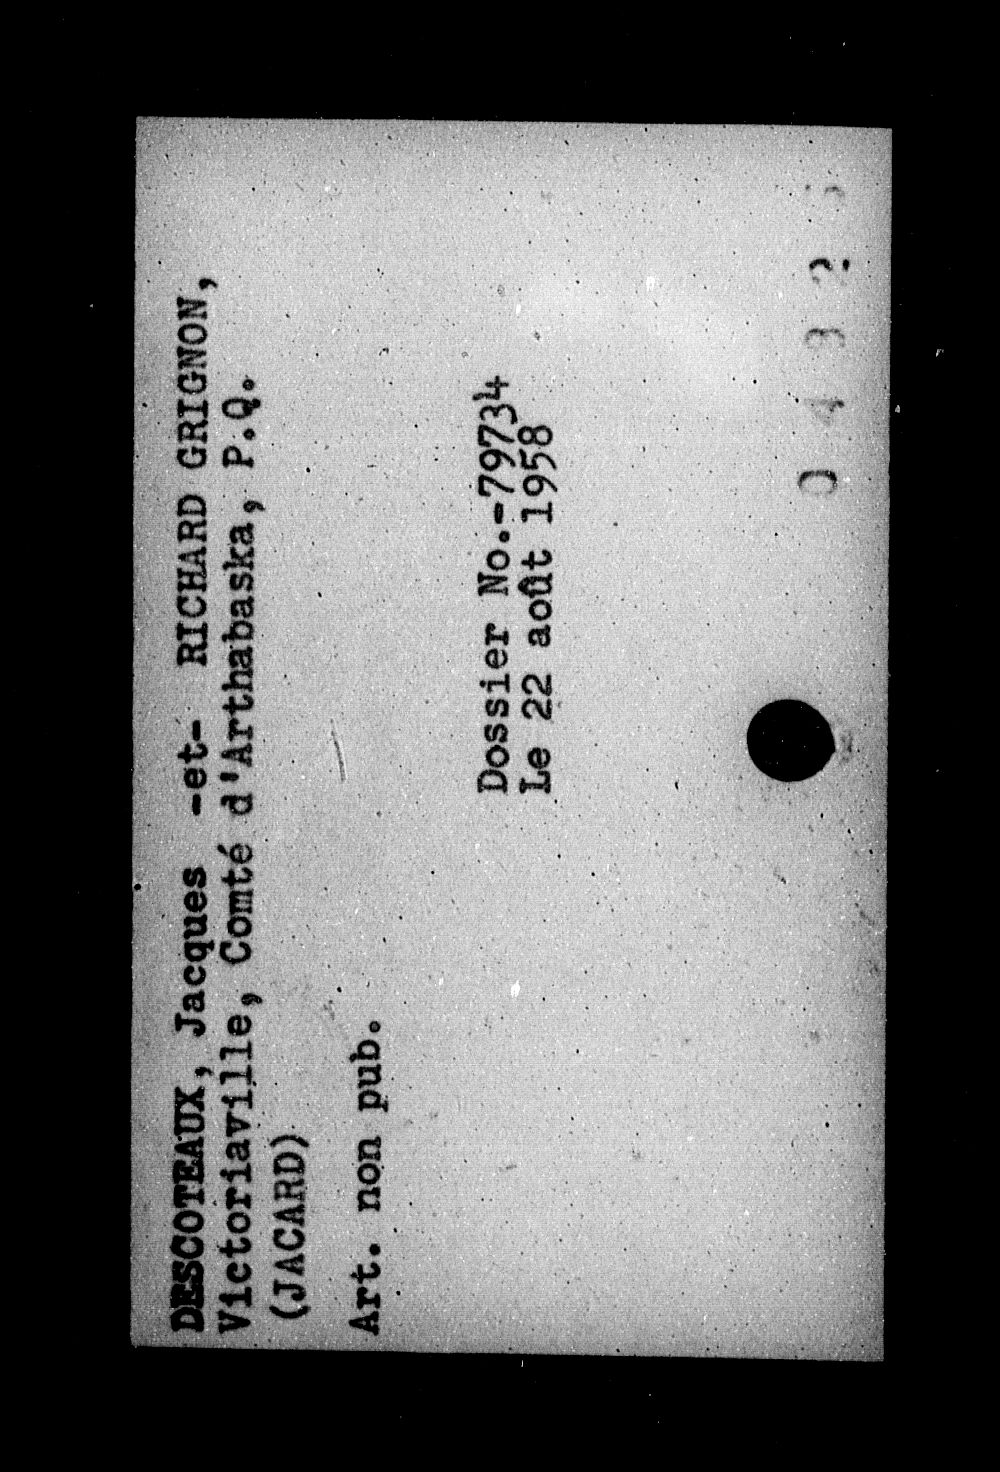 DESCOTEAUX, Jacques -et- RICHARD GRIGNON,
Victoriaville, Comté d'Arthabaska, P.Q.
(JACARD)
Art. non pub.
Dossier No.-79734
Le 22 août 1958